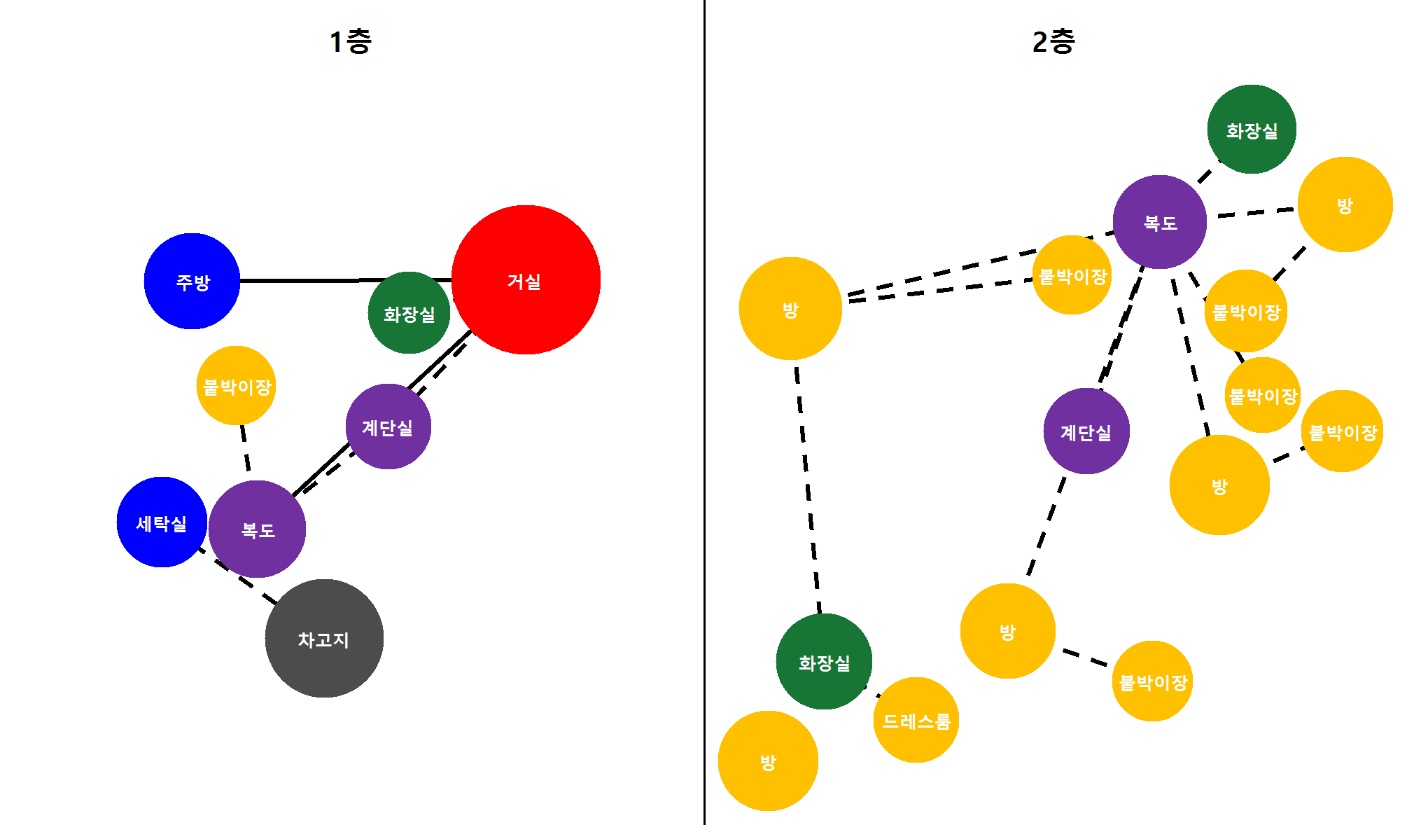 1층
주방
거실
화장실
붙박이장
계단실
세탁실
복도
차고지
2층
화장실
방
복도
붙박이장
방
붙박이장
붙박이장
계단실
붙박이장
방
방
화장실
붙박이장
드레스룸
방